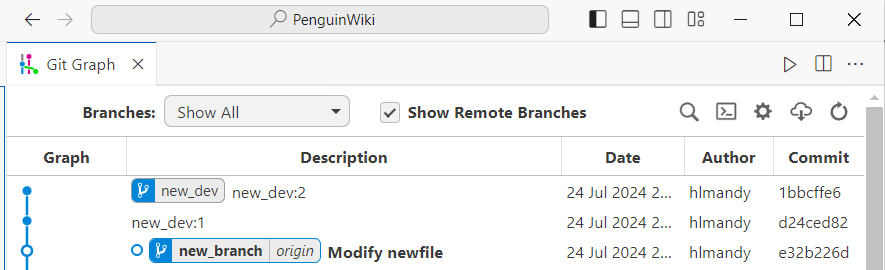 PenguinWiki
Git Graph
Branches: Show All Show Remote Branches
Graph Description Date Author Commit
new_dev new_dev:2 24 Jul 2024 2... hlmandy 1bbcffe6
new_dev:1 24 Jul 2024 2... hlmandy d24ced82
new_branch origin Modify newfile 24 Jul 2024 2... hlmandy e32b226d